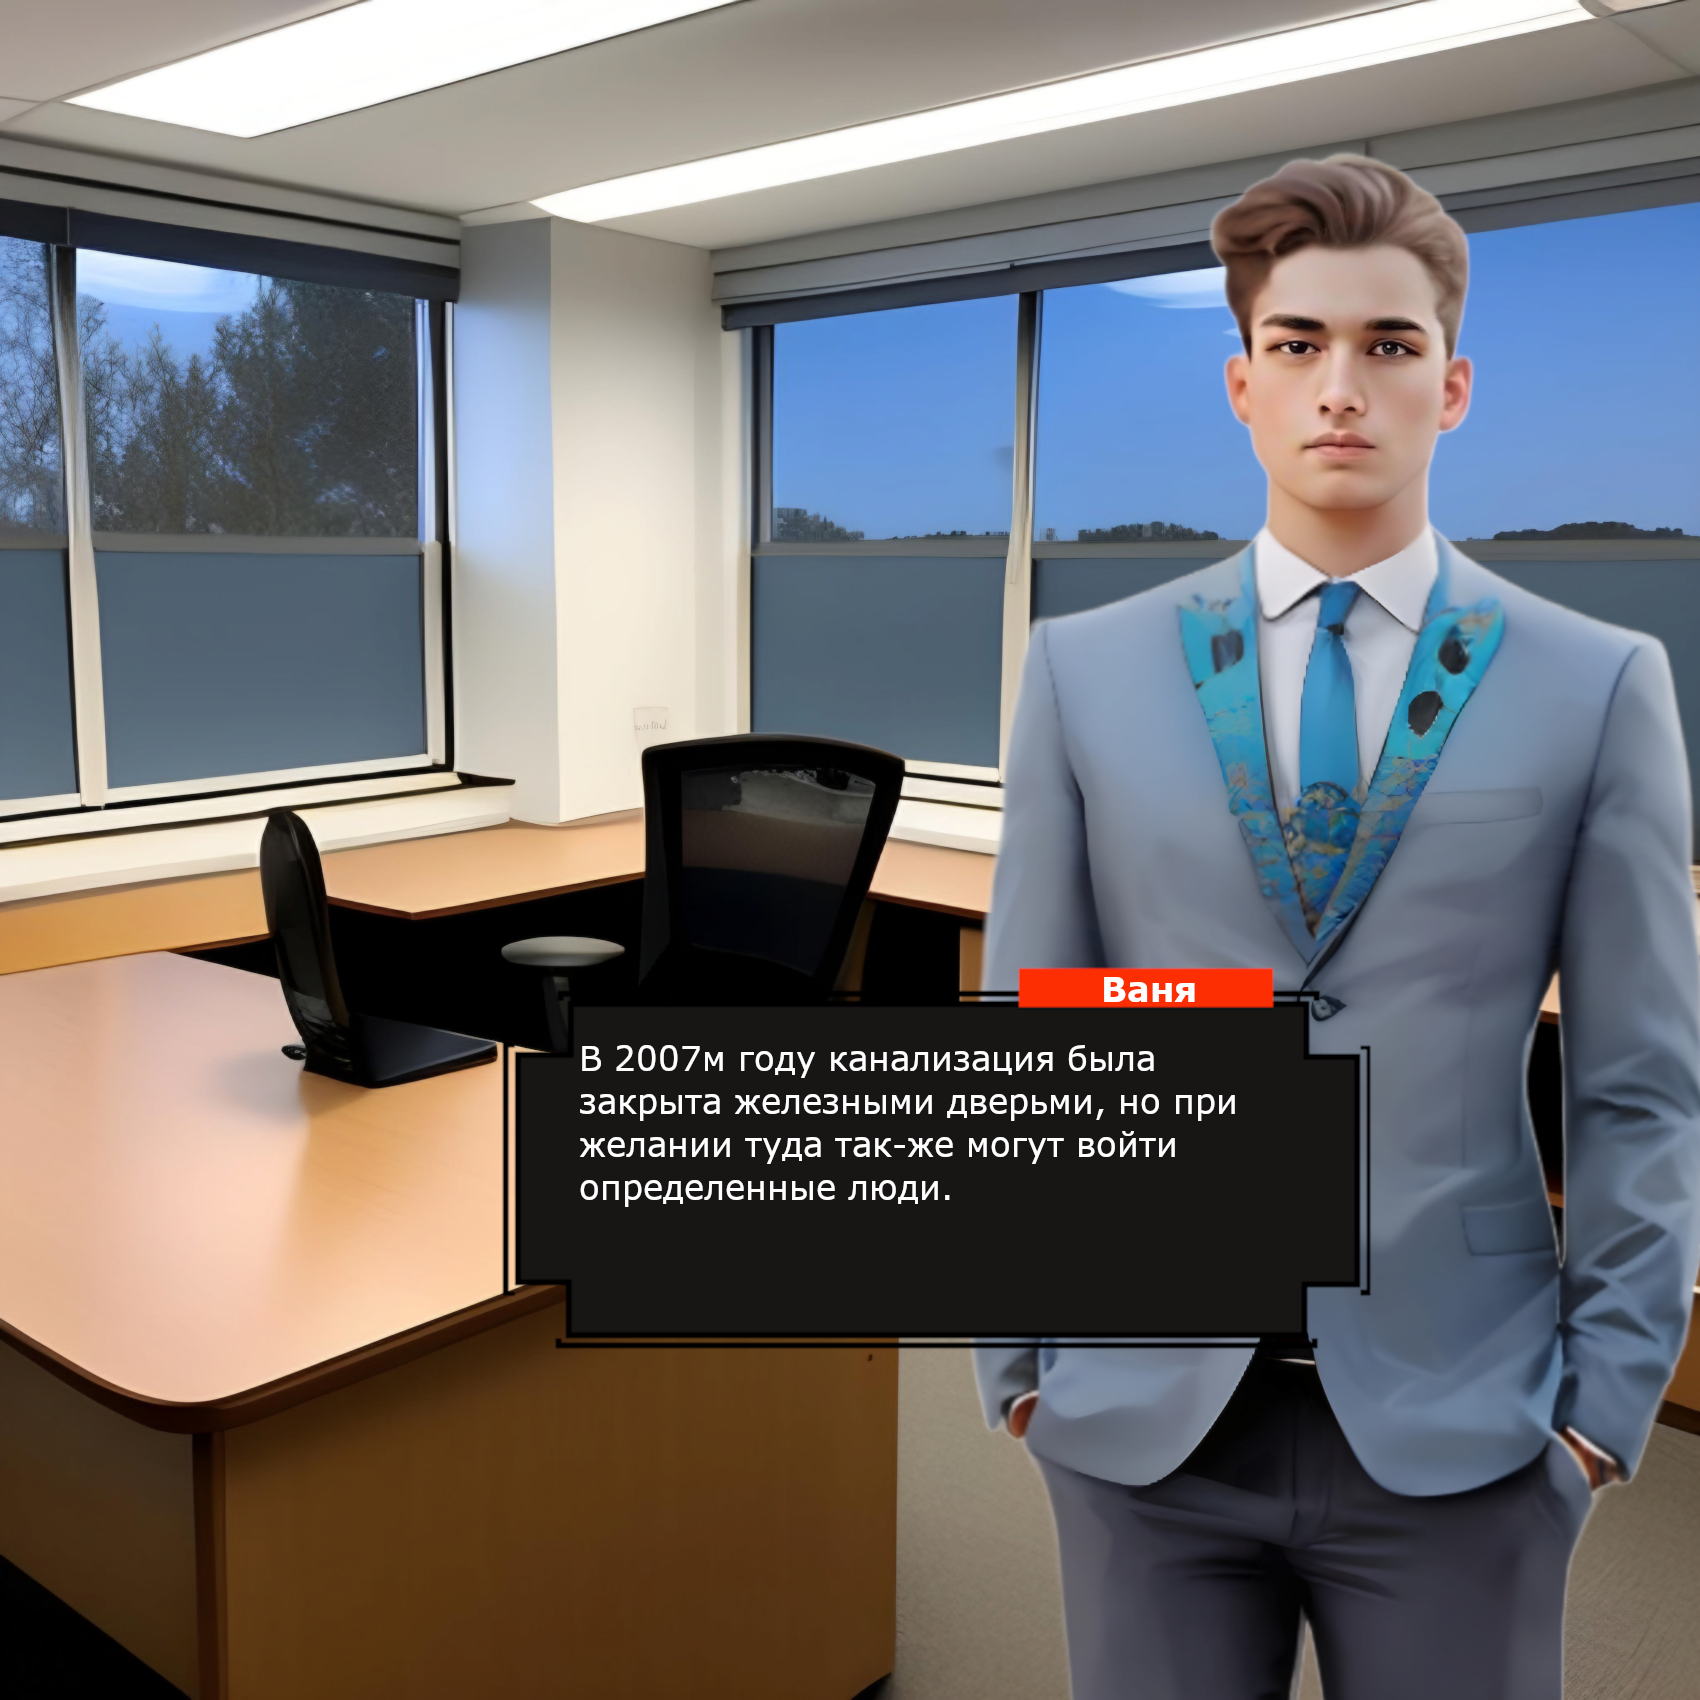 Ваня
В 2007м году канализация была
закрыта железными дверьми, но при
желании туда так-же могут войти
определенные люди.